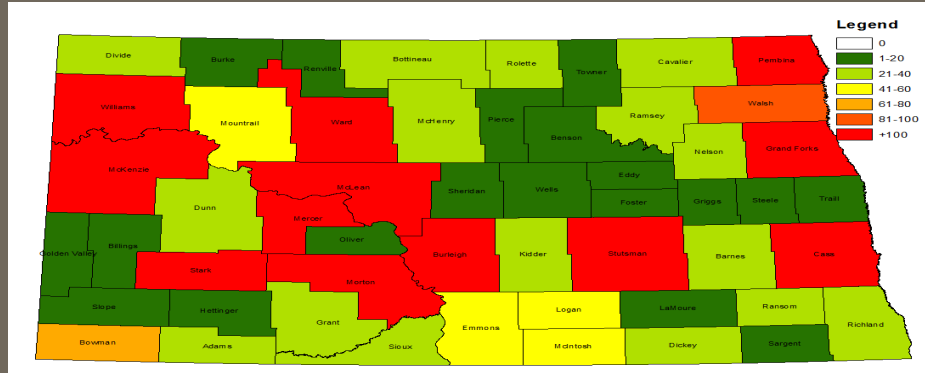 Legend
0
1-20
21-40
41-60
61-80
81-100
+100
Divide
Burke
Renville
Bottineau
Rolette
Towner
Cavalier
Pembina
Williams
Mountrail
Ward
McHenry
Pierce
Benson
Ramsey
Walsh
McKenzie
Nelson
Grand Forks
Dunn
McLean
Mercer
Sheridan
Wells
Eddy
Foster
Griggs
Steele
Traill
Golden Valley
Billings
Oliver
Stark
Morton
Burleigh
Kidder
Stutsman
Barnes
Cass
Slope
Hettinger
Grant
Emmons
Logan
LaMoure
Ransom
Richland
Bowman
Adams
Sioux
McIntosh
Dickey
Sargent